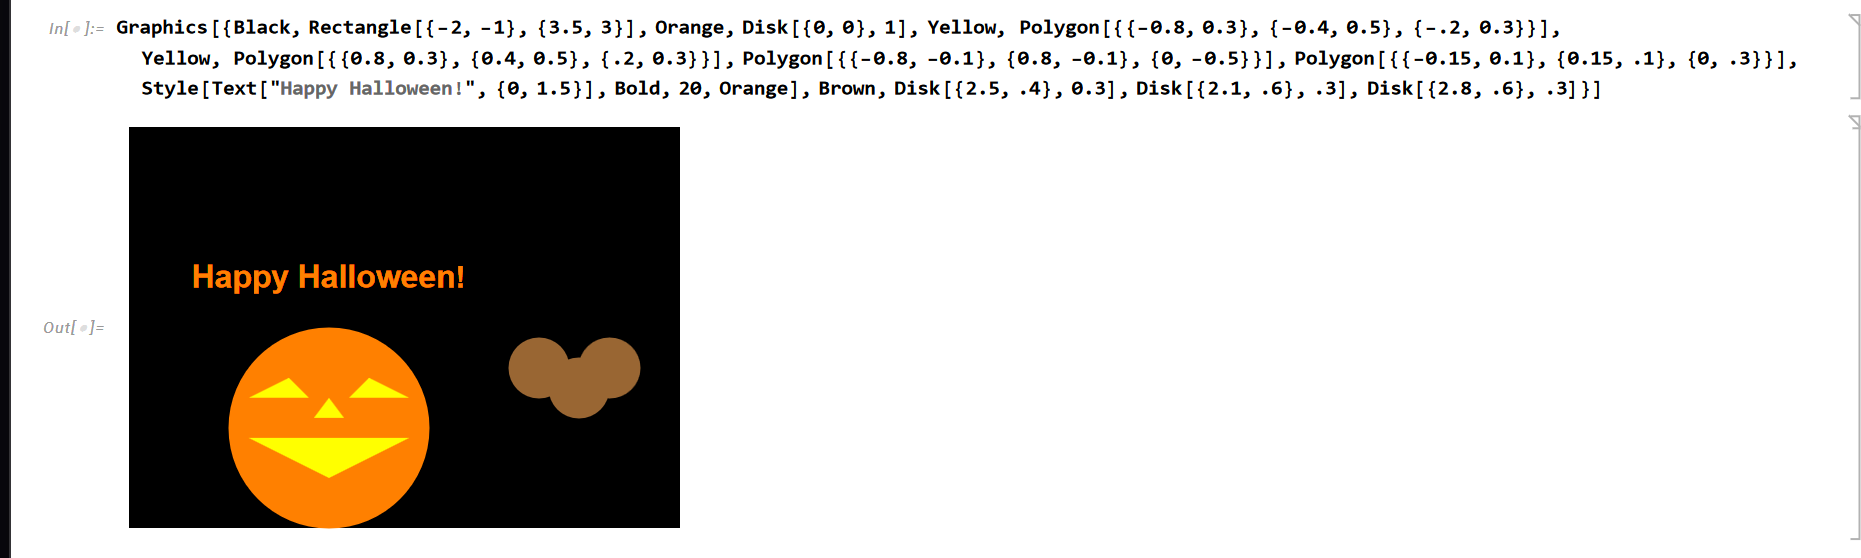 In[ ]:= Graphics[{Black, Rectangle[{-2, -1}, {3.5, 3}], Orange, Disk[{0, 0}, 1], Yellow, Polygon[{{-0.8, 0.3}, {-0.4, 0.5}, {-.2, 0.3}}],
Yellow, Polygon[{{0.8, 0.3}, {0.4, 0.5}, {.2, 0.3}}], Polygon[{{-0.8, -0.1}, {0.8, -0.1}, {0, -0.5}}], Polygon[{{-0.15, 0.1}, {0.15, .1}, {0, .3}}],
Style[Text["Happy Halloween!", {0, 1.5}], Bold, 20, Orange], Brown, Disk[{2.5, .4}, 0.3], Disk[{2.1, .6}, .3], Disk[{2.8, .6}, .3]}]
Happy Halloween!
Out[ ]=